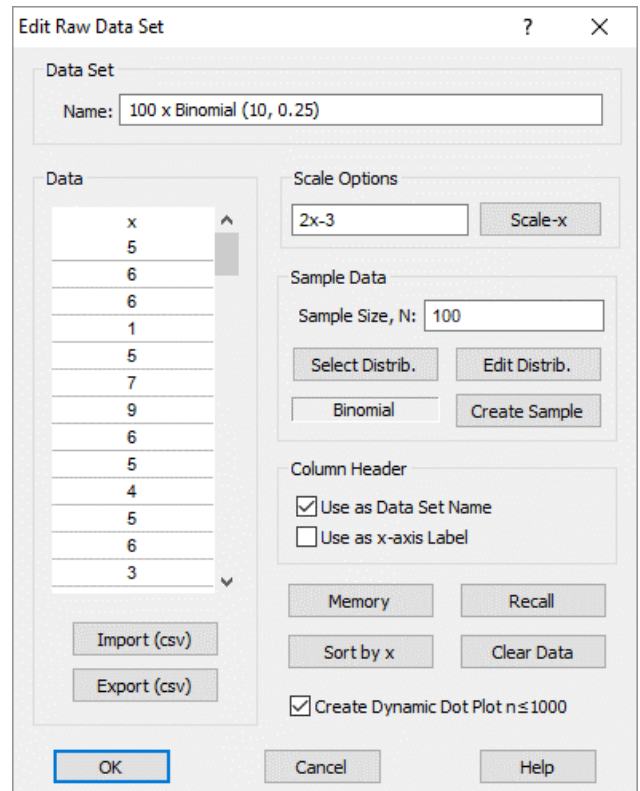 Edit Raw Data Set ? ×
Data Set
Name: 100 x Binomial (10, 0.25)
Data
x
5
6
6
1
5
7
9
6
5
4
5
6
3
Import (csv)
Export (csv)
Scale Options
2x-3 Scale-x
Sample Data
Sample Size, N: 100
Select Distrib. Edit Distrib.
Binomial Create Sample
Column Header
Use as Data Set Name
Use as x-axis Label
Memory Recall
Sort by x Clear Data
Create Dynamic Dot Plot n≤1000
OK Cancel Help